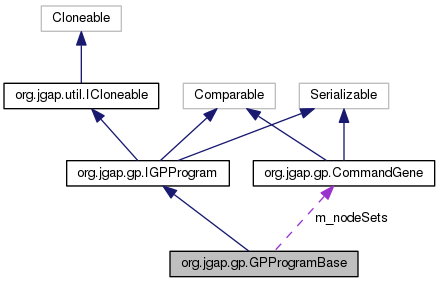 Cloneable
org.jgap.util.ICloneable
Comparable
Serializable
org.jgap.gp.IGPProgram
org.jgap.gp.CommandGene
m_nodeSets
org.jgap.gp.GPProgramBase